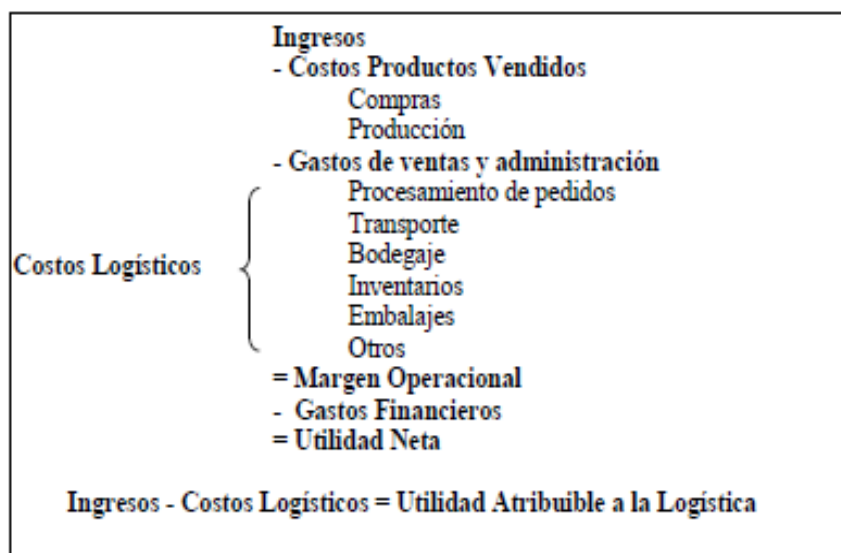 Ingresos
- Costos Productos Vendidos
Compras
Producción
- Gastos de ventas y administración
Procesamiento de pedidos
Transporte
Bodegaje
Costos Logísticos
Inventarios
Embalajes
Otros
= Margen Operacional
- Gastos Financieros
= Utilidad Neta
Ingresos - Costos Logísticos = Utilidad Atribuible a la Logística